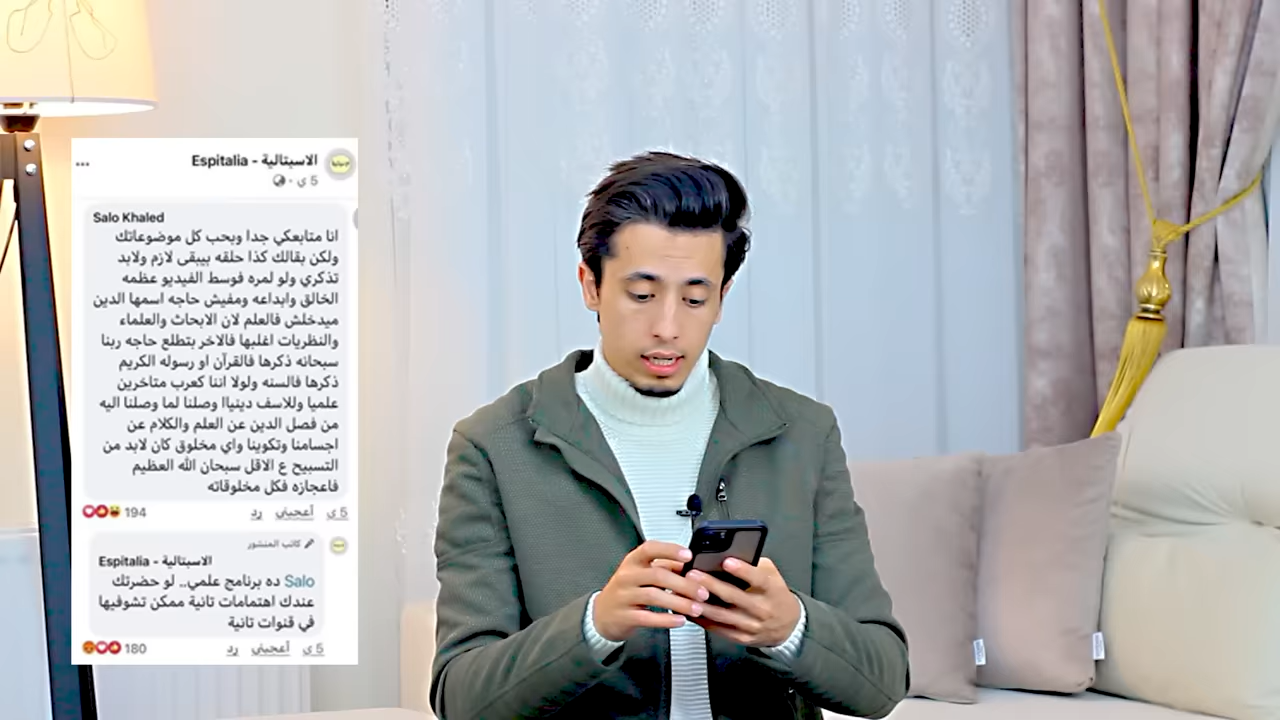 الاسبتالية - Espitalia
5 ي
Salo Khaled
انا متابعكي جدا وبحب كل موضوعاتك
ولكن بقالك كذا حلقه بيبقى لازم ولابد
تذكري ولو لمره فوسط الفيديو عظمه
الخالق وابداعه ومفيش حاجه اسمها الدين
ميدخلش فالعلم لان الابحاث والعلماء
والنظريات اغلبها فالاخر بتطلع حاجه ربنا
سبحانه ذكرها فالقرآن او رسوله الكريم
ذكرها فالسنه ولولا اننا كعرب متاخرين
علميا وللاسف دينياا وصلنا لما وصلنا اليه
من فصل الدين عن العلم والكلام عن
اجسامنا وتكوينا واي مخلوق كان لابد من
التسبيح ع الاقل سبحان الله العظيم
فاعجازه فكل مخلوقاته
5 ي أعجبني رد 194
كاتب المنشور
الاسبتالية - Espitalia
Salo ده برنامج علمي.. لو حضرتك
عندك اهتمامات تانية ممكن تشوفيها
في قنوات تانية
5 ي أعجبني رد 180